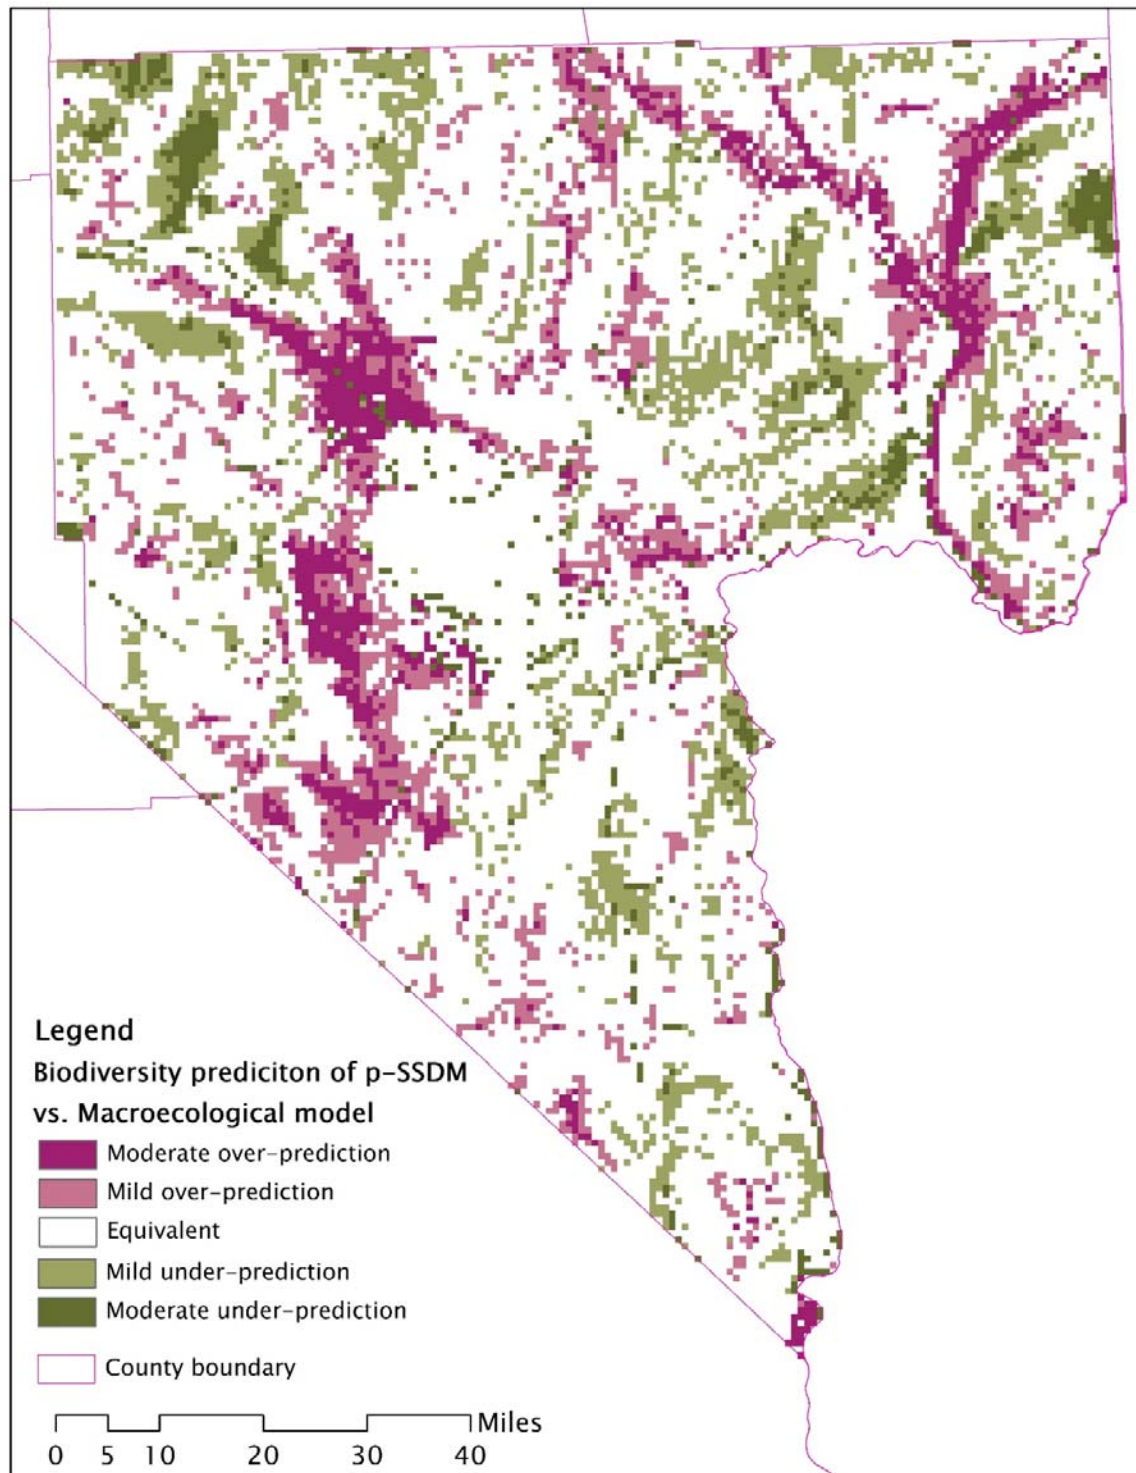 Legend
Biodiversity prediciton of p-SSDM
vs. Macroecological model
Moderate over-prediction
Mild over-prediction
Equivalent
Mild under-prediction
Moderate under-prediction
County boundary
Miles
0 5 10 20 30 40